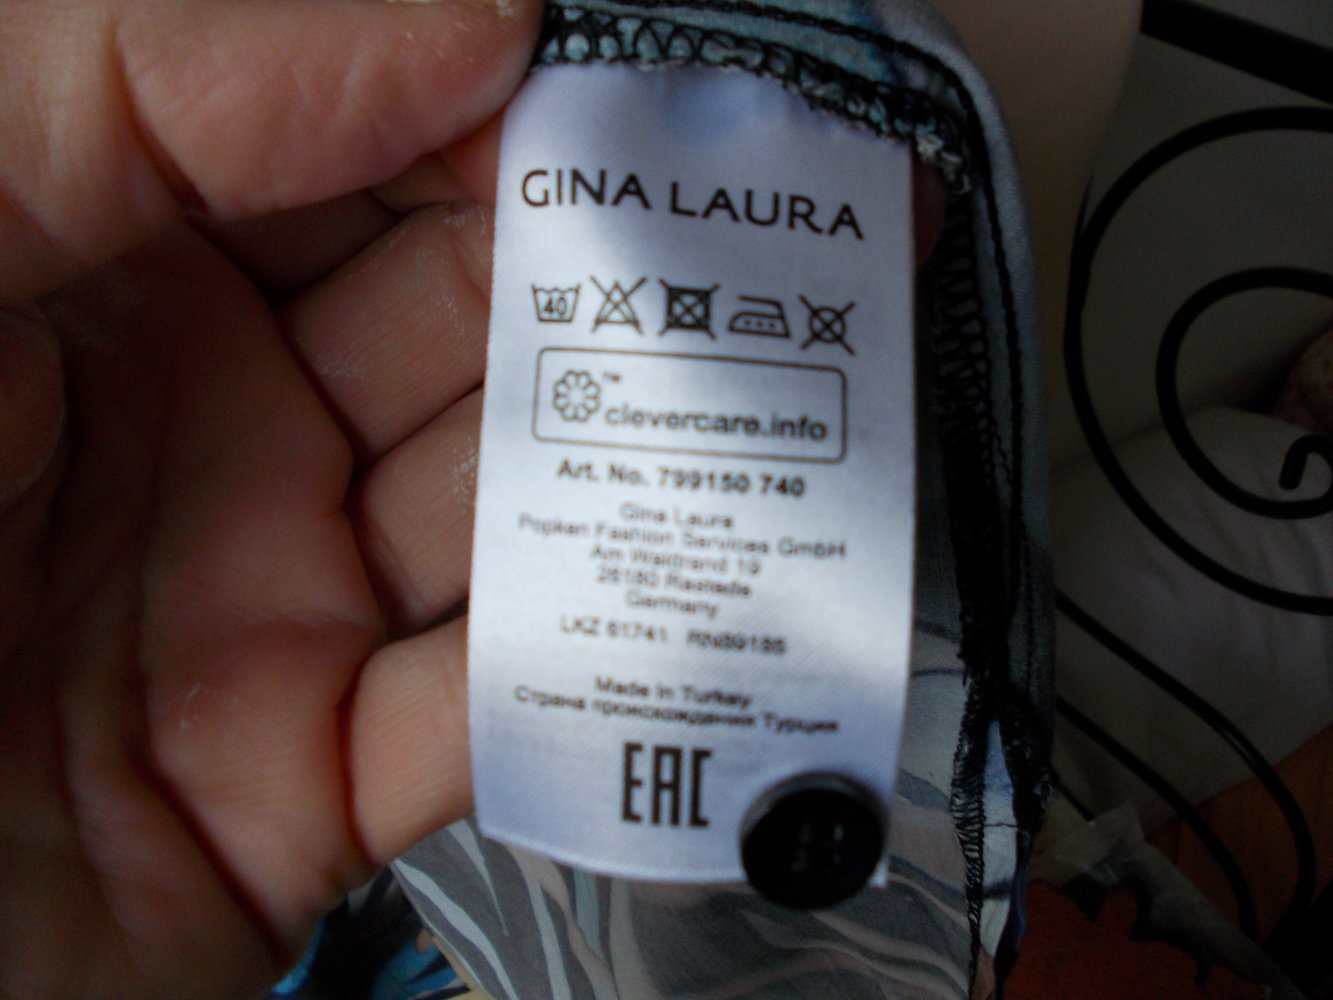 GINA LAURA
40
™
clevercare.info
Art. No. 799150 740
Gina Laura
Popken Fashion Services GmbH
Am Waldrand 19
26180 Rastede
Germany
LKZ 61741 RN89185
Made in Turkey
Страна происхождения Турция
EAC